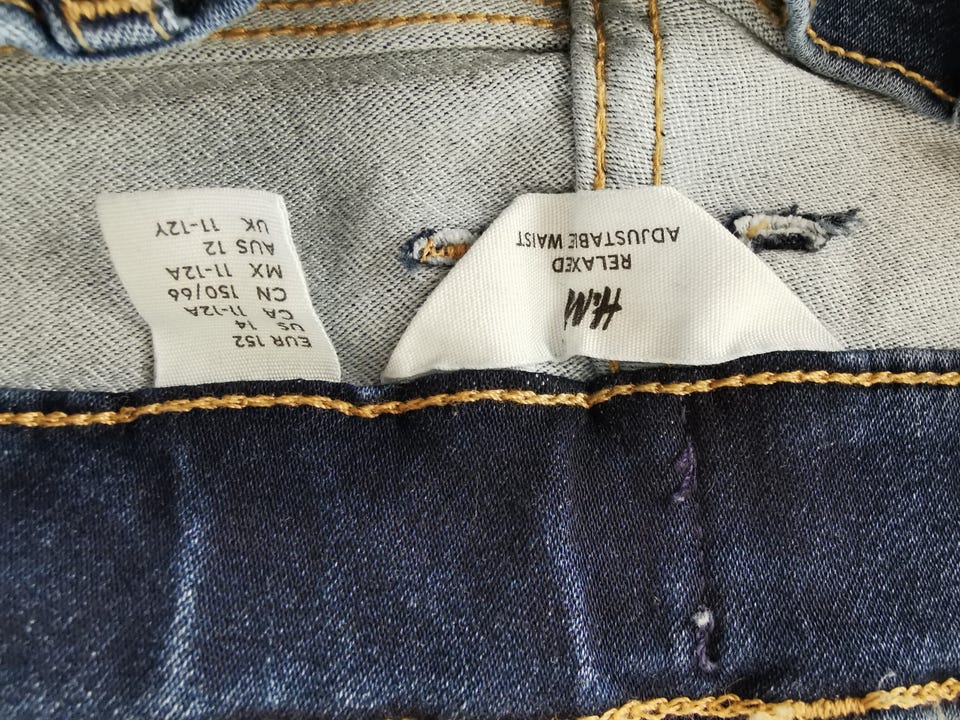 EUR 152
US 14
CA 11-12A
CN 150/66
MX 11-12A
AUS 12
UK 11-12Y
H&M
RELAXED
ADJUSTABLE WAIST